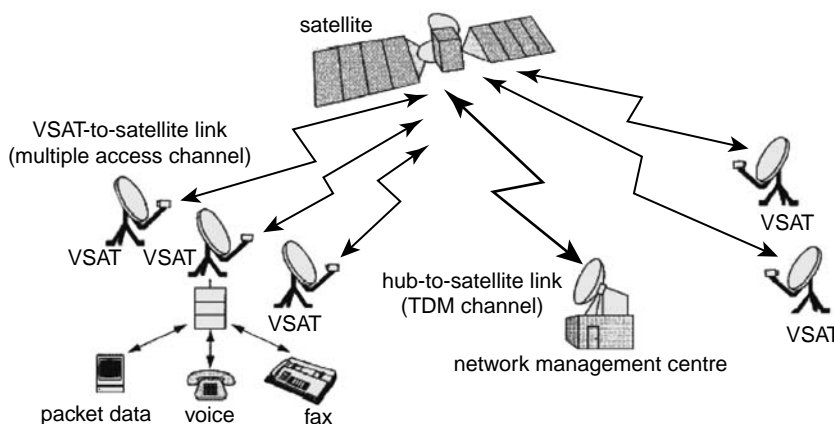 satellite
VSAT-to-satellite link
(multiple access channel)
VSAT
VSAT
VSAT
VSAT
VSAT
hub-to-satellite link
(TDM channel)
network management centre
packet data
voice
fax